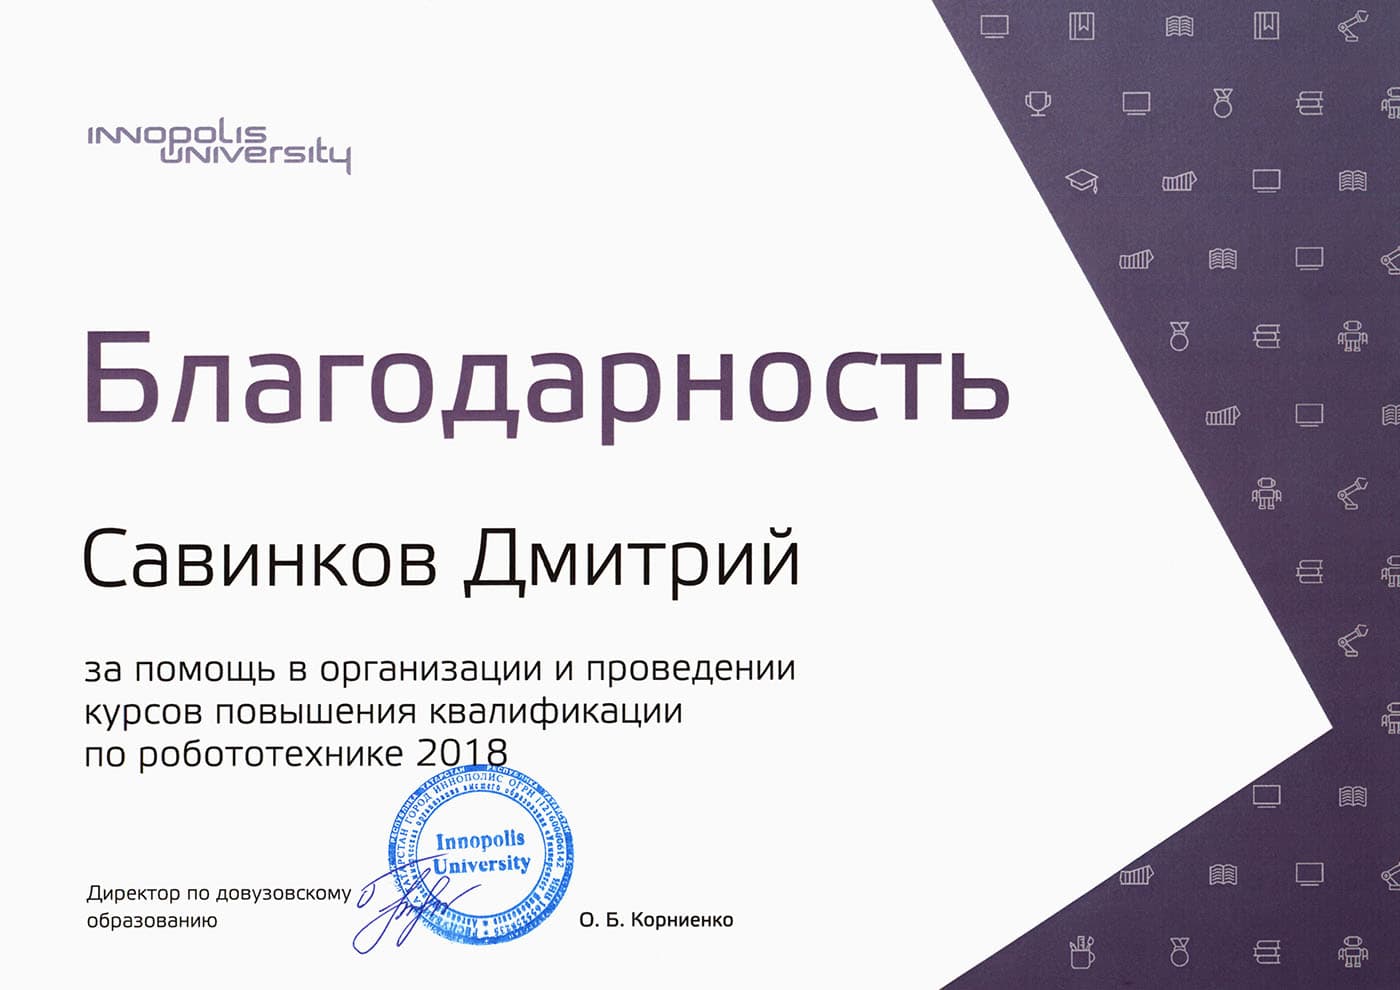 INNOPOLIS
UNIVERSITY
Благодарность
Савинков Дмитрий
за помощь в организации и проведении
курсов повышения квалификации
по робототехнике 2018
Innopolis
University
Директор по довузовскому
образованию
О. Б. Корниенко